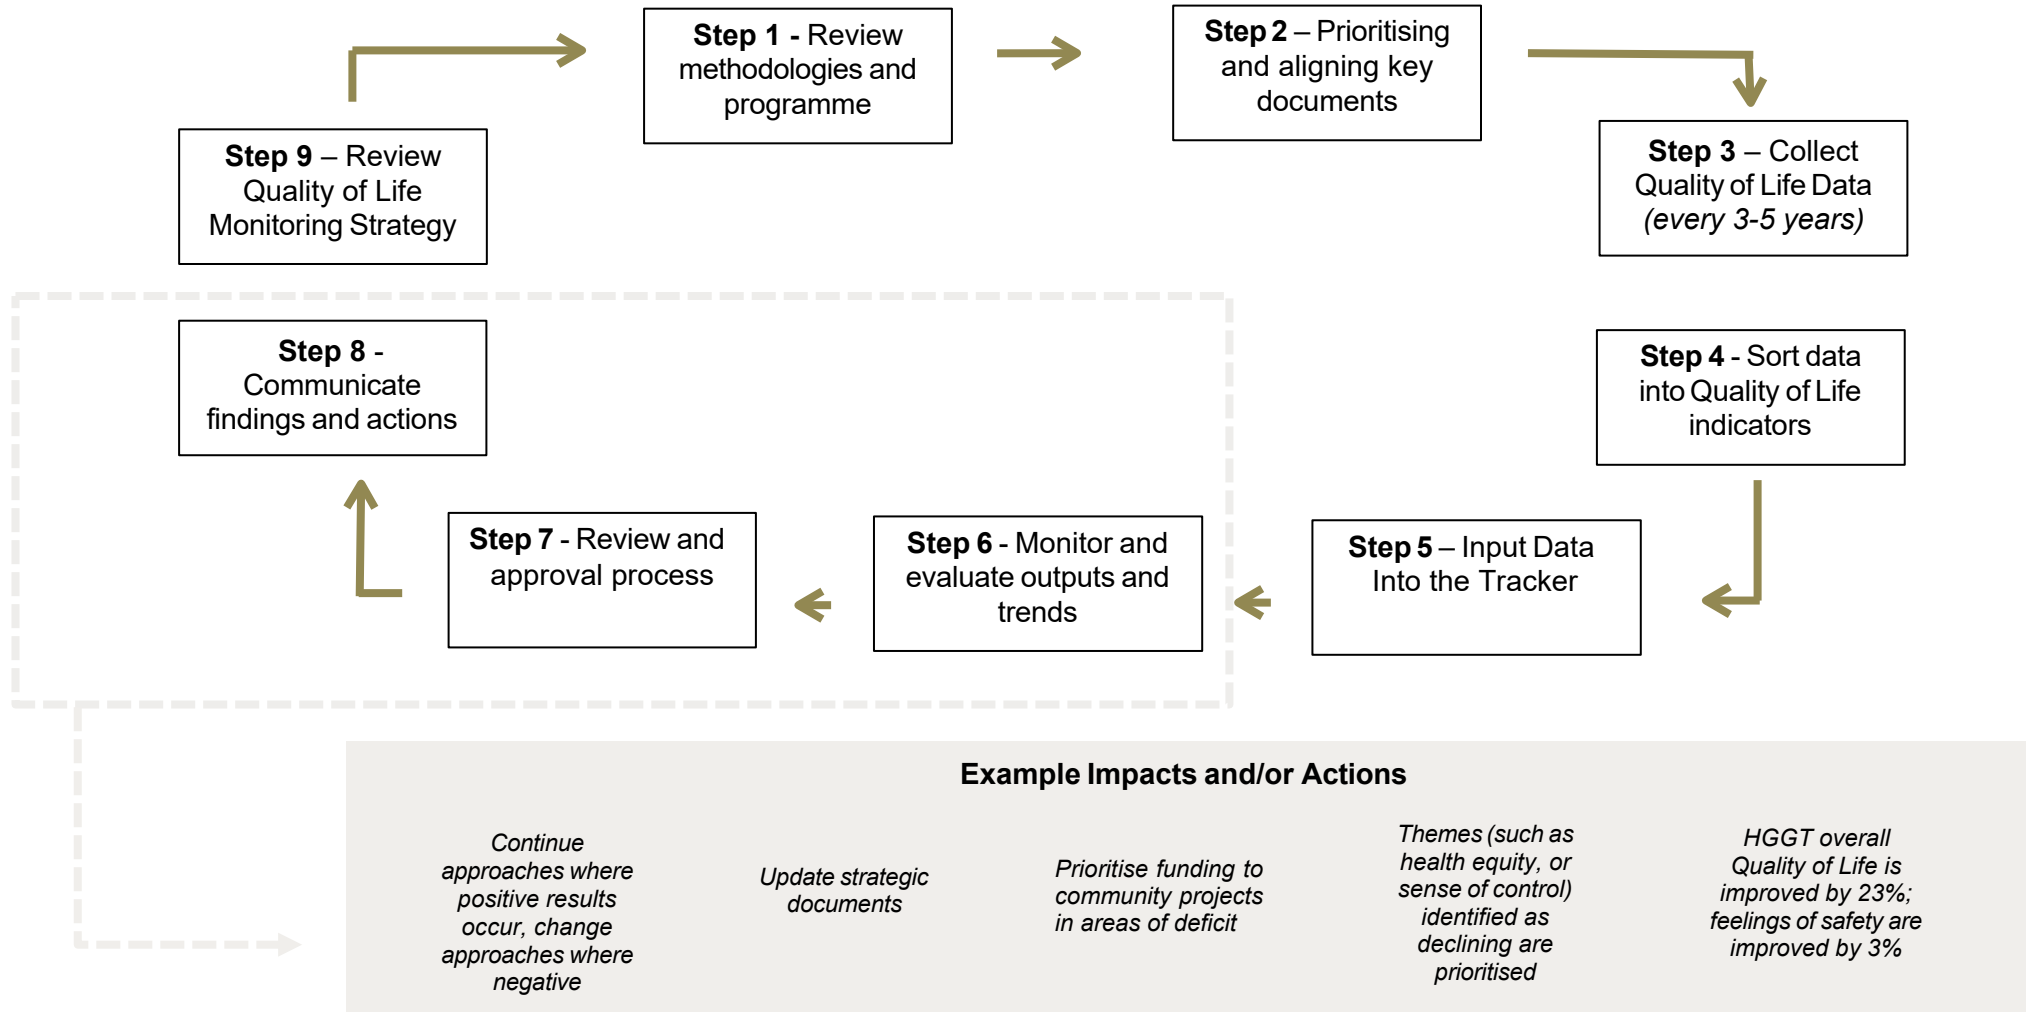 Step 1 - Review
methodologies and
programme
Step 2 – Prioritising
and aligning key
documents
Step 3 – Collect
Quality of Life Data
(every 3-5 years)
Step 4 - Sort data
into Quality of Life
indicators
Step 5 – Input Data
Into the Tracker
Step 6 - Monitor and
evaluate outputs and
trends
Step 7 - Review and
approval process
Step 8 -
Communicate
findings and actions
Step 9 – Review
Quality of Life
Monitoring Strategy
Example Impacts and/or Actions
Continue
approaches where
positive results
occur, change
approaches where
negative
Update strategic
documents
Prioritise funding to
community projects
in areas of deficit
Themes (such as
health equity, or
sense of control)
identified as
declining are
prioritised
HGGT overall
Quality of Life is
improved by 23%;
feelings of safety are
improved by 3%